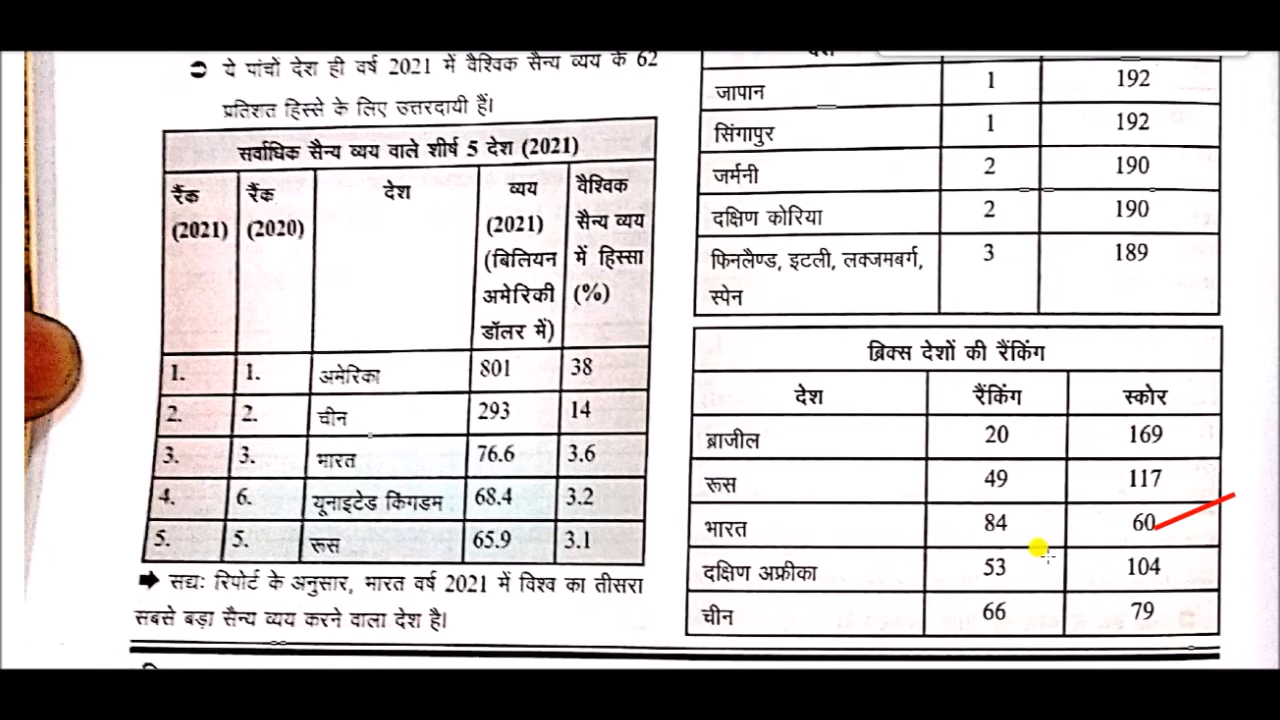 ➲ ये पांचों देश ही वर्ष 2021 में वैश्विक सैन्य व्यय के 62
प्रतिशत हिस्से के लिए उत्तरदायी हैं।
सर्वाधिक सैन्य व्यय वाले शीर्ष 5 देश (2021)
रैंक (2021) रैंक (2020) देश व्यय (2021) (बिलियन अमेरिकी डॉलर में) वैश्विक सैन्य व्यय में हिस्सा (%)
1. 1. अमेरिका 801 38
2. 2. चीन 293 14
3. 3. भारत 76.6 3.6
4. 6. यूनाइटेड किंगडम 68.4 3.2
5. 5. रूस 65.9 3.1
➡ सद्यः रिपोर्ट के अनुसार, भारत वर्ष 2021 में विश्व का तीसरा
सबसे बड़ा सैन्य व्यय करने वाला देश है।
जापान 1 192
सिंगापुर 1 192
जर्मनी 2 190
दक्षिण कोरिया 2 190
फिनलैण्ड, इटली, लक्जमबर्ग, 3 189
स्पेन
ब्रिक्स देशों की रैंकिंग
देश रैंकिंग स्कोर
ब्राजील 20 169
रूस 49 117
भारत 84 60
दक्षिण अफ्रीका 53 104
चीन 66 79